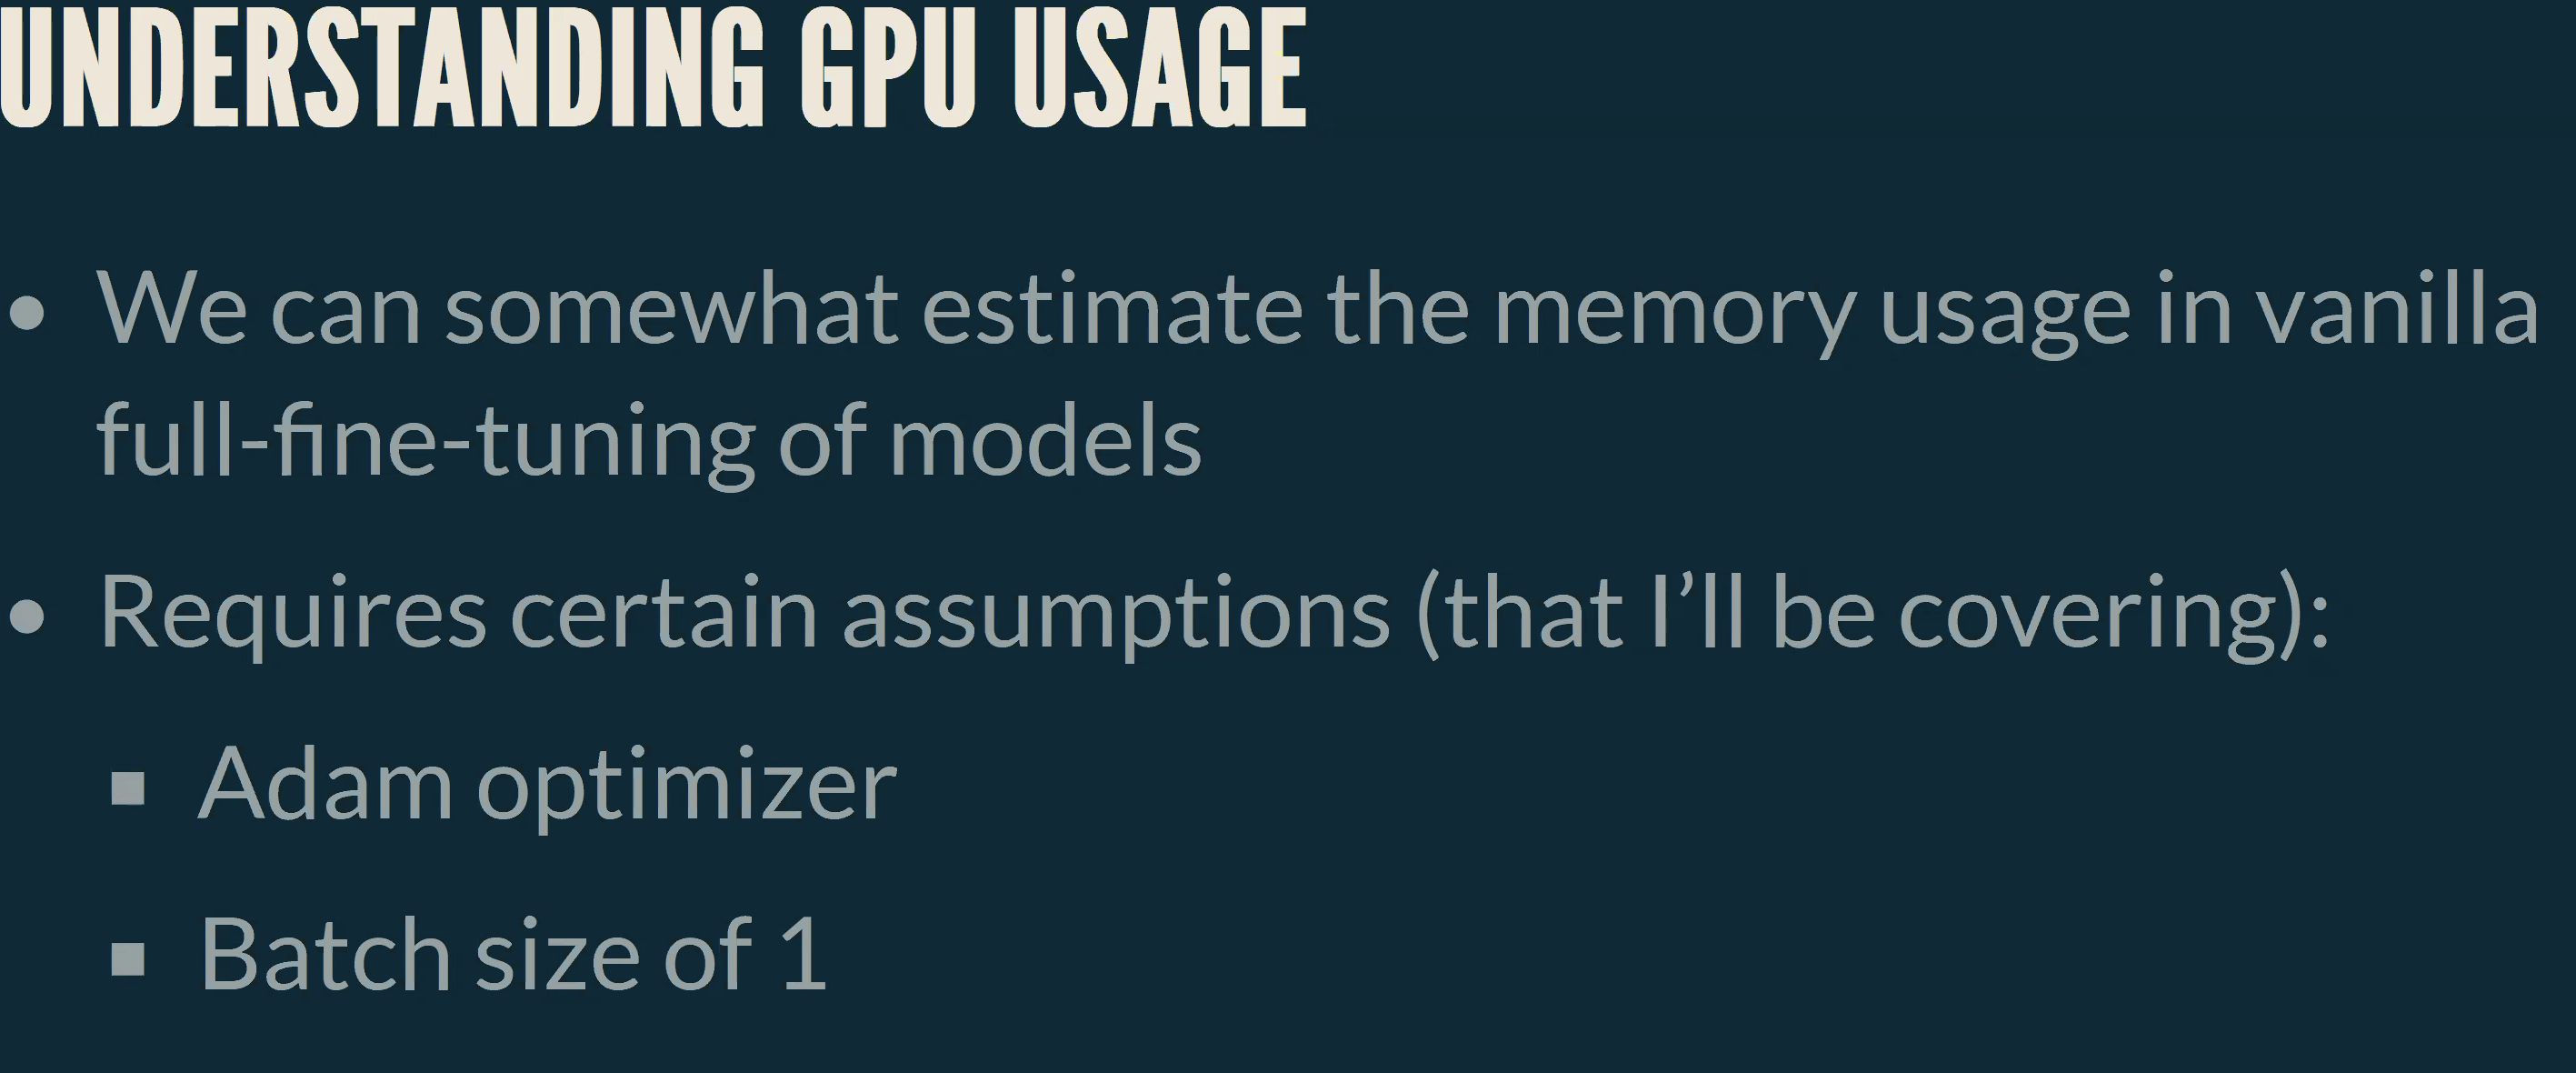 UNDERSTANDING GPU USAGE
• We can somewhat estimate the memory usage in vanilla
full-fine-tuning of models
• Requires certain assumptions (that I’ll be covering):
▪ Adam optimizer
▪ Batch size of 1